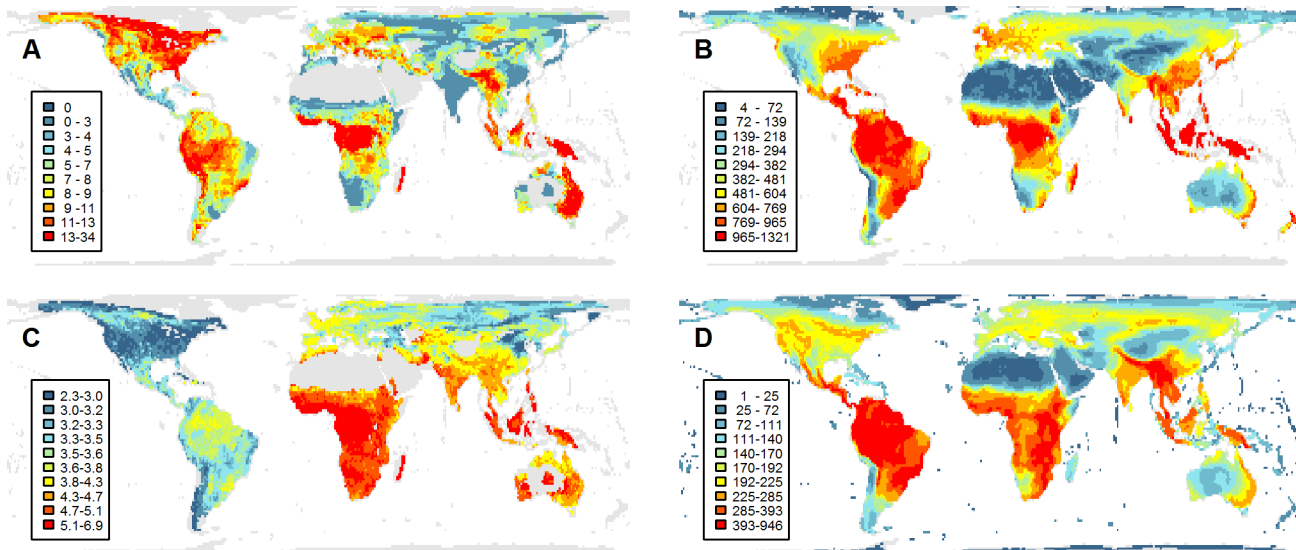 A
0
0 - 3
3 - 4
4 - 5
5 - 7
7 - 8
8 - 9
9 - 11
11-13
13-34
B
4 - 72
72 - 139
139 - 218
218 - 294
294 - 382
382 - 481
481 - 604
604 - 769
769 - 965
965-1321
C
2.3-3.0
3.0-3.2
3.2-3.3
3.3-3.5
3.5-3.6
3.6-3.8
3.8-4.3
4.3-4.7
4.7-5.1
5.1-6.9
D
1 - 25
25 - 72
72 - 111
111 - 140
140 - 170
170 - 192
192 - 225
225 - 285
285 - 393
393-946